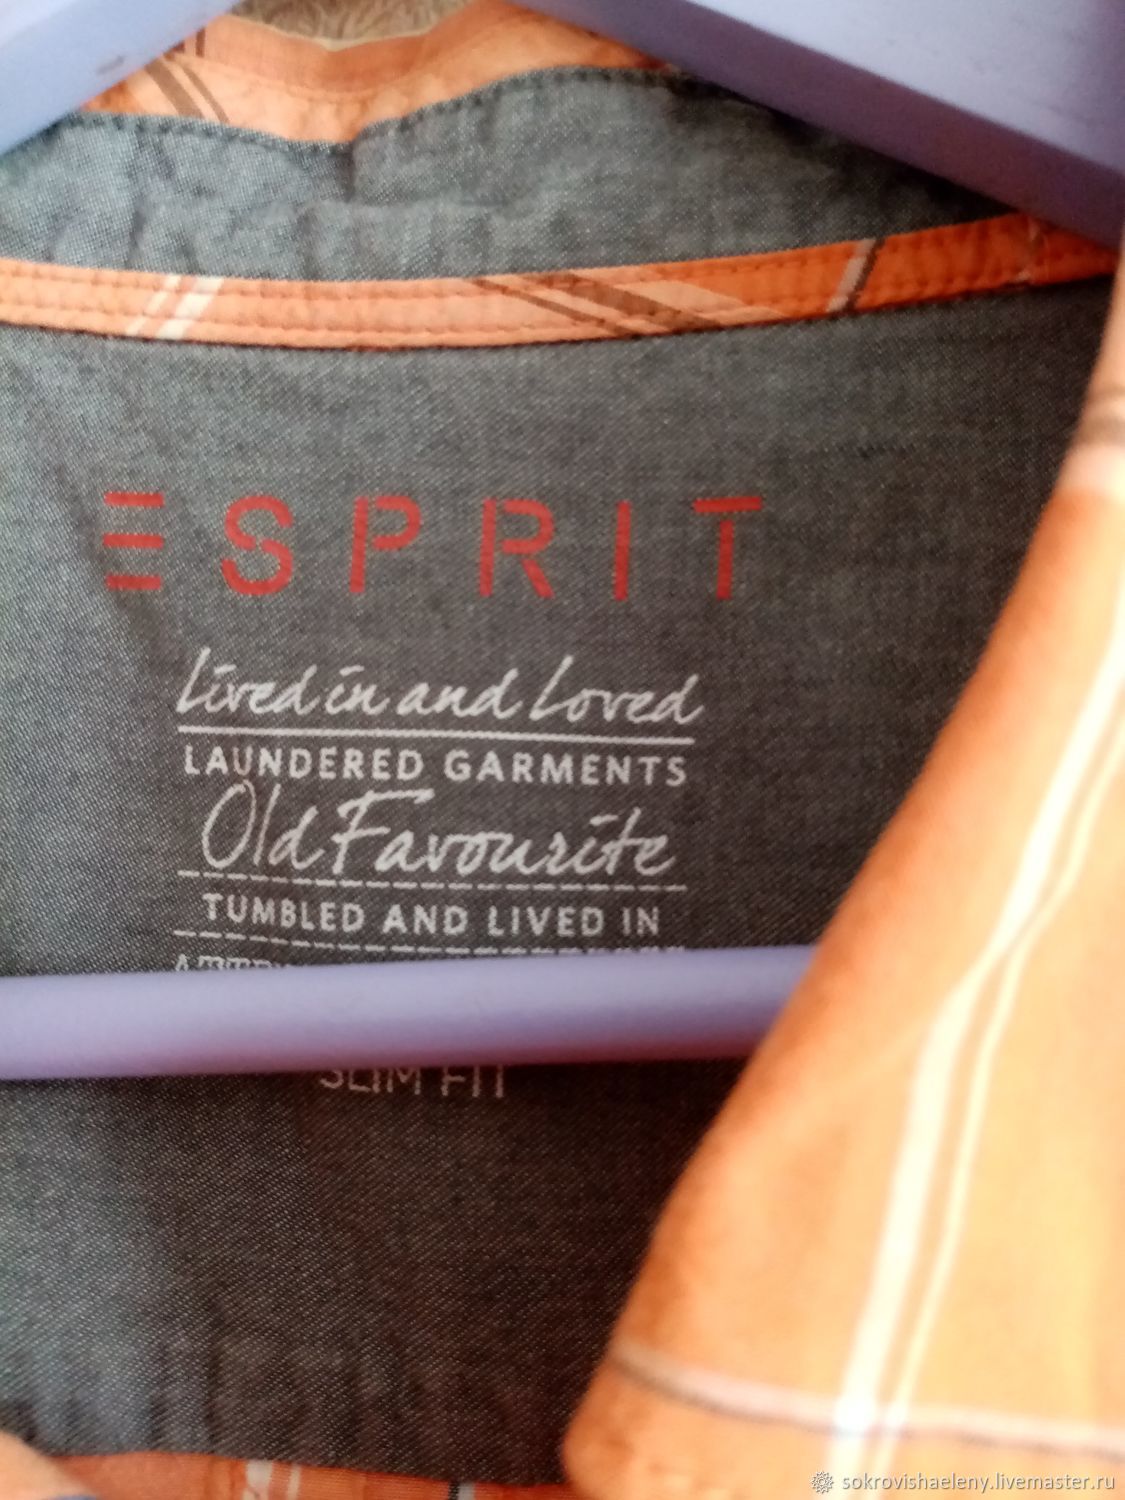 ESPRIT
Lived in and Loved
LAUNDERED GARMENTS
Old Favourite
TUMBLED AND LIVED IN
SLIM FIT
sokrovishaeleny.livemaster.ru